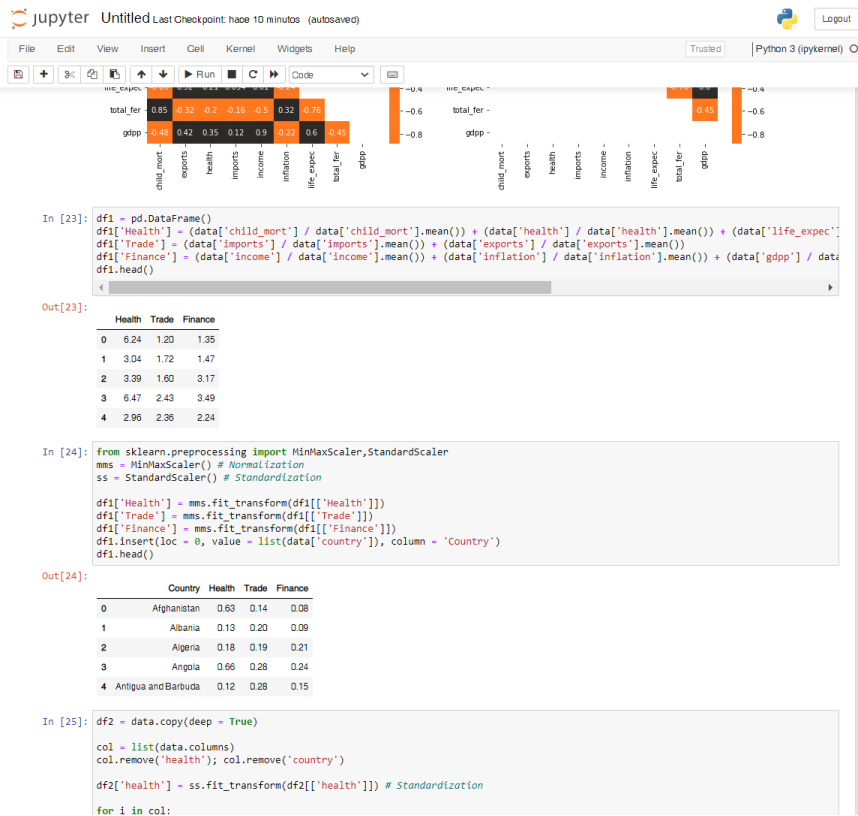 jupyter Untitled Last Checkpoint: hace 10 minutos (autosaved)
Logout
File Edit View Insert Cell Kernel Widgets Help
Trusted
Python 3 (ipykernel)
Run
Code
life_expec
-0.4
total_fer 0.85 -0.32 -0.2 -0.16 -0.5 0.32 -0.76
-0.6
gdpp -0.48 0.42 0.35 0.12 0.9 -0.22 0.6 -0.45
-0.8
child_mort exports health imports income inflation life_expec total_fer gdpp
life_expec
-0.4
total_fer -0.45
-0.6
gdpp
-0.8
child_mort exports health imports income inflation life_expec total_fer gdpp
In [23]: df1 = pd.DataFrame()
df1['Health'] = (data['child_mort'] / data['child_mort'].mean()) + (data['health'] / data['health'].mean()) + (data['life_expec']
df1['Trade'] = (data['imports'] / data['imports'].mean()) + (data['exports'] / data['exports'].mean())
df1['Finance'] = (data['income'] / data['income'].mean()) + (data['inflation'] / data['inflation'].mean()) + (data['gdpp'] / data
df1.head()
Out[23]:
Health Trade Finance
0 6.24 1.20 1.35
1 3.04 1.72 1.47
2 3.39 1.60 3.17
3 6.47 2.43 3.49
4 2.96 2.36 2.24
In [24]: from sklearn.preprocessing import MinMaxScaler,StandardScaler
mms = MinMaxScaler() # Normalization
ss = StandardScaler() # Standardization
df1['Health'] = mms.fit_transform(df1[['Health']])
df1['Trade'] = mms.fit_transform(df1[['Trade']])
df1['Finance'] = mms.fit_transform(df1[['Finance']])
df1.insert(loc = 0, value = list(data['country']), column = 'Country')
df1.head()
Out[24]:
Country Health Trade Finance
0 Afghanistan 0.63 0.14 0.08
1 Albania 0.13 0.20 0.09
2 Algeria 0.18 0.19 0.21
3 Angola 0.66 0.28 0.24
4 Antigua and Barbuda 0.12 0.28 0.15
In [25]: df2 = data.copy(deep = True)
col = list(data.columns)
col.remove('health'); col.remove('country')
df2['health'] = ss.fit_transform(df2[['health']]) # Standardization
for i in col: